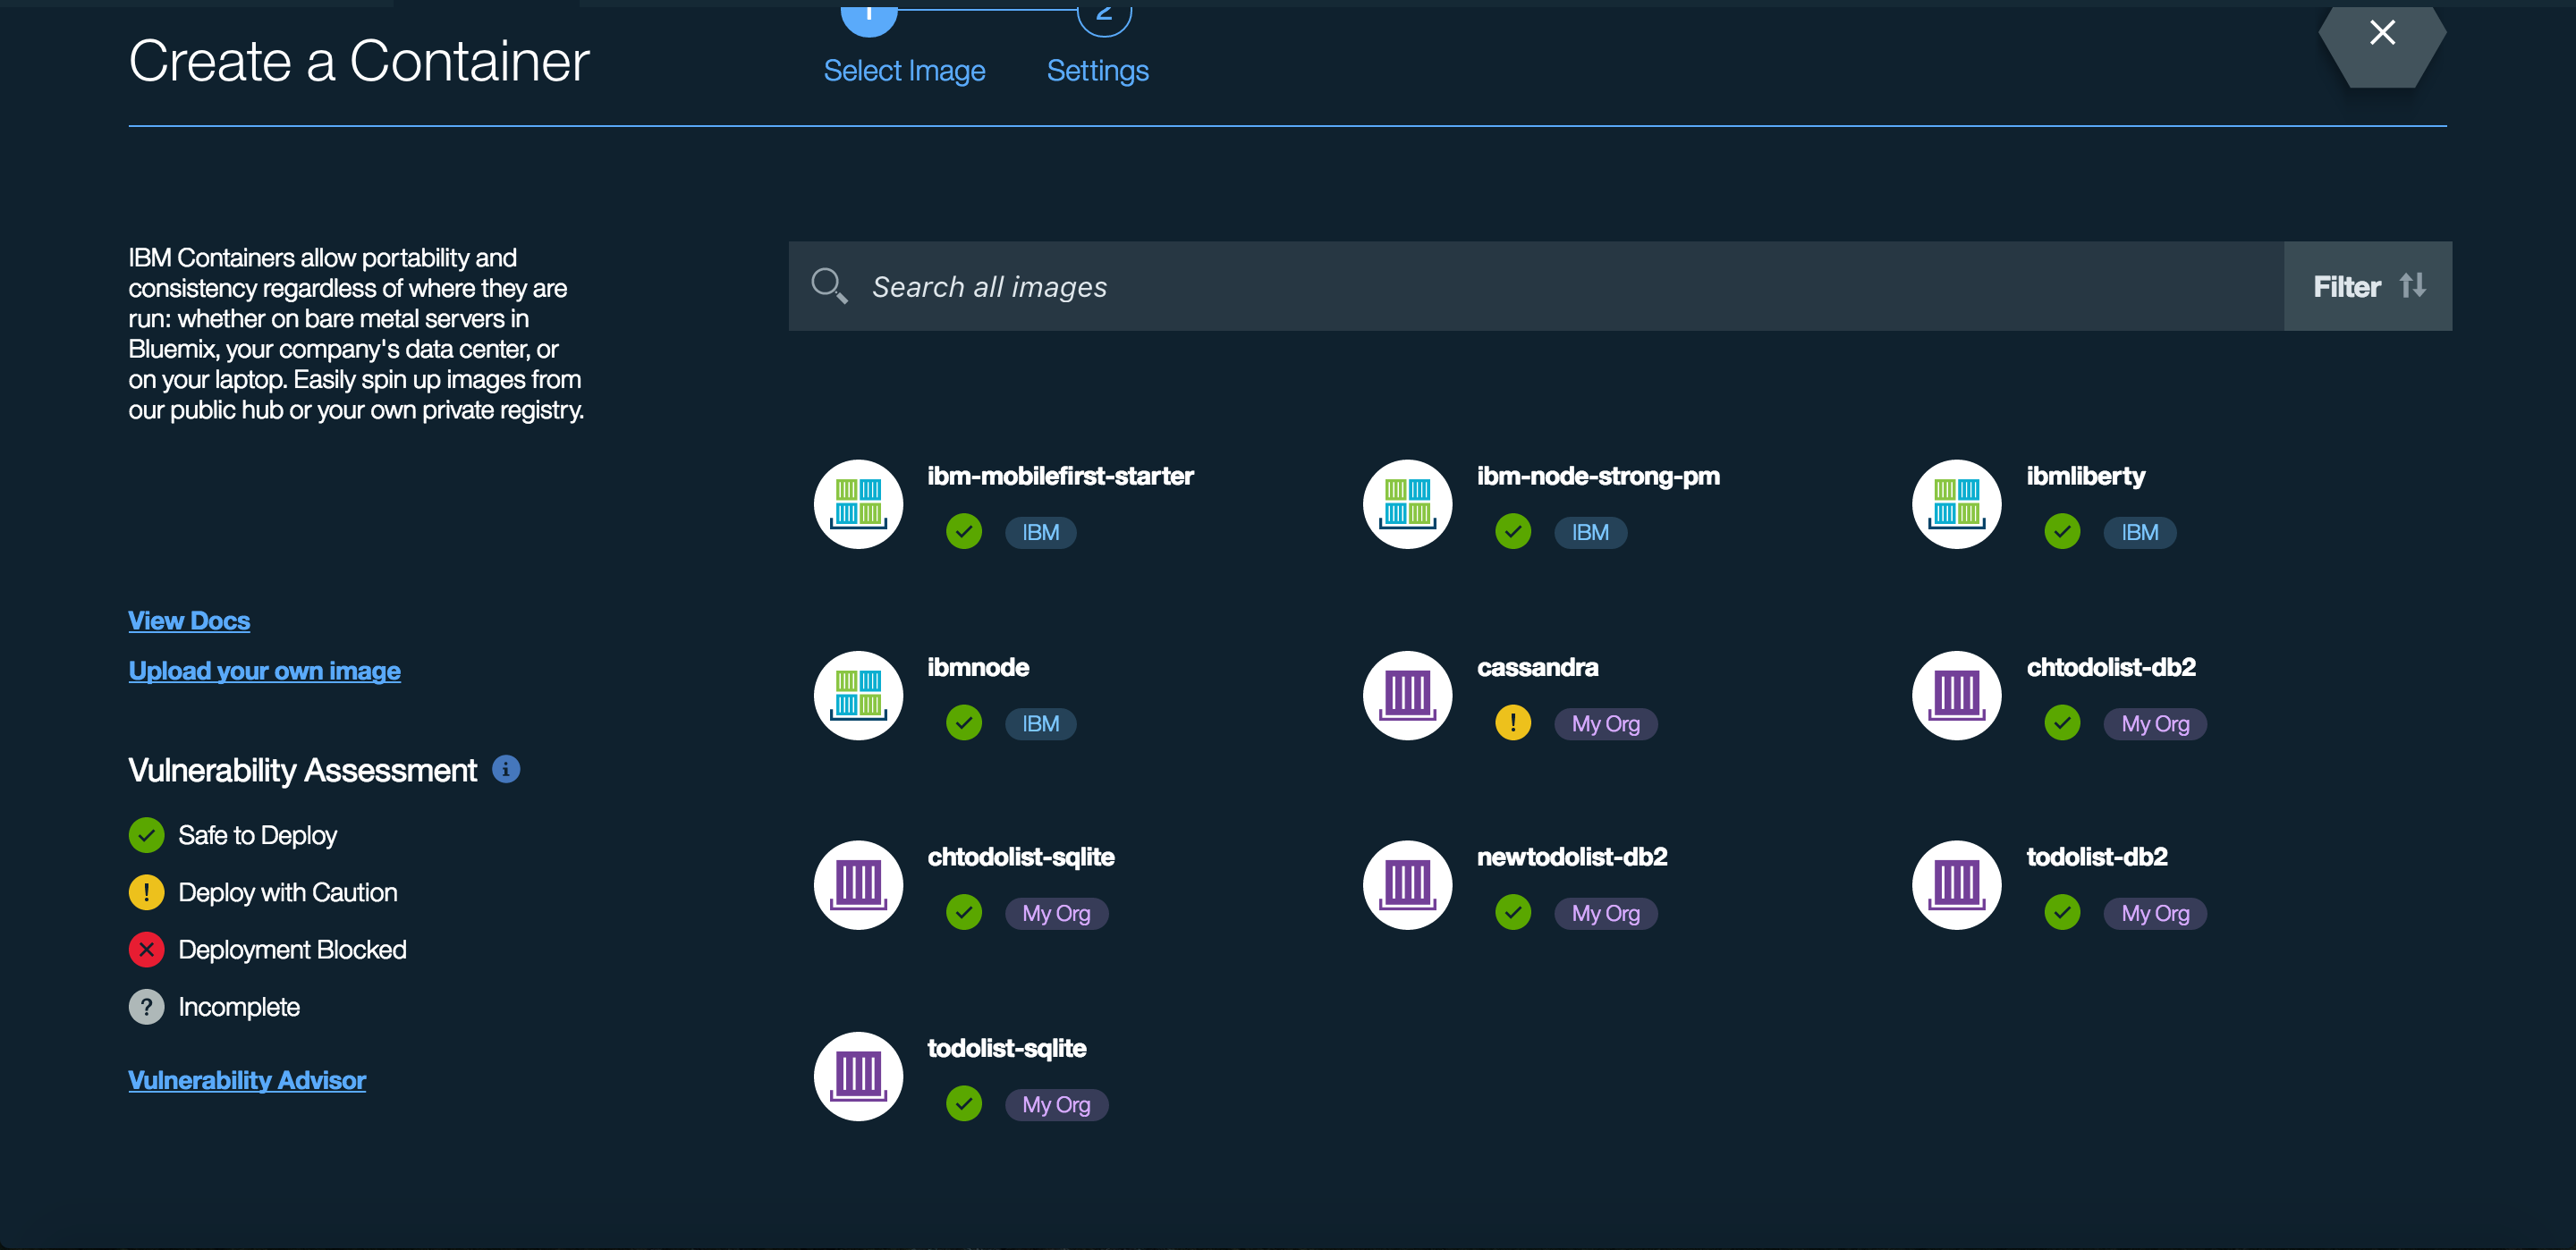 1
2
Create a Container
Select Image
Settings
IBM Containers allow portability and
consistency regardless of where they are
run: whether on bare metal servers in
Bluemix, your company's data center, or
on your laptop. Easily spin up images from
our public hub or your own private registry.
View Docs
Upload your own image
Vulnerability Assessment
Safe to Deploy
Deploy with Caution
Deployment Blocked
Incomplete
Vulnerability Advisor
Search all images
Filter
ibm-mobilefirst-starter
IBM
ibm-node-strong-pm
IBM
ibmliberty
IBM
ibmnode
IBM
cassandra
My Org
chtodolist-db2
My Org
chtodolist-sqlite
My Org
newtodolist-db2
My Org
todolist-db2
My Org
todolist-sqlite
My Org